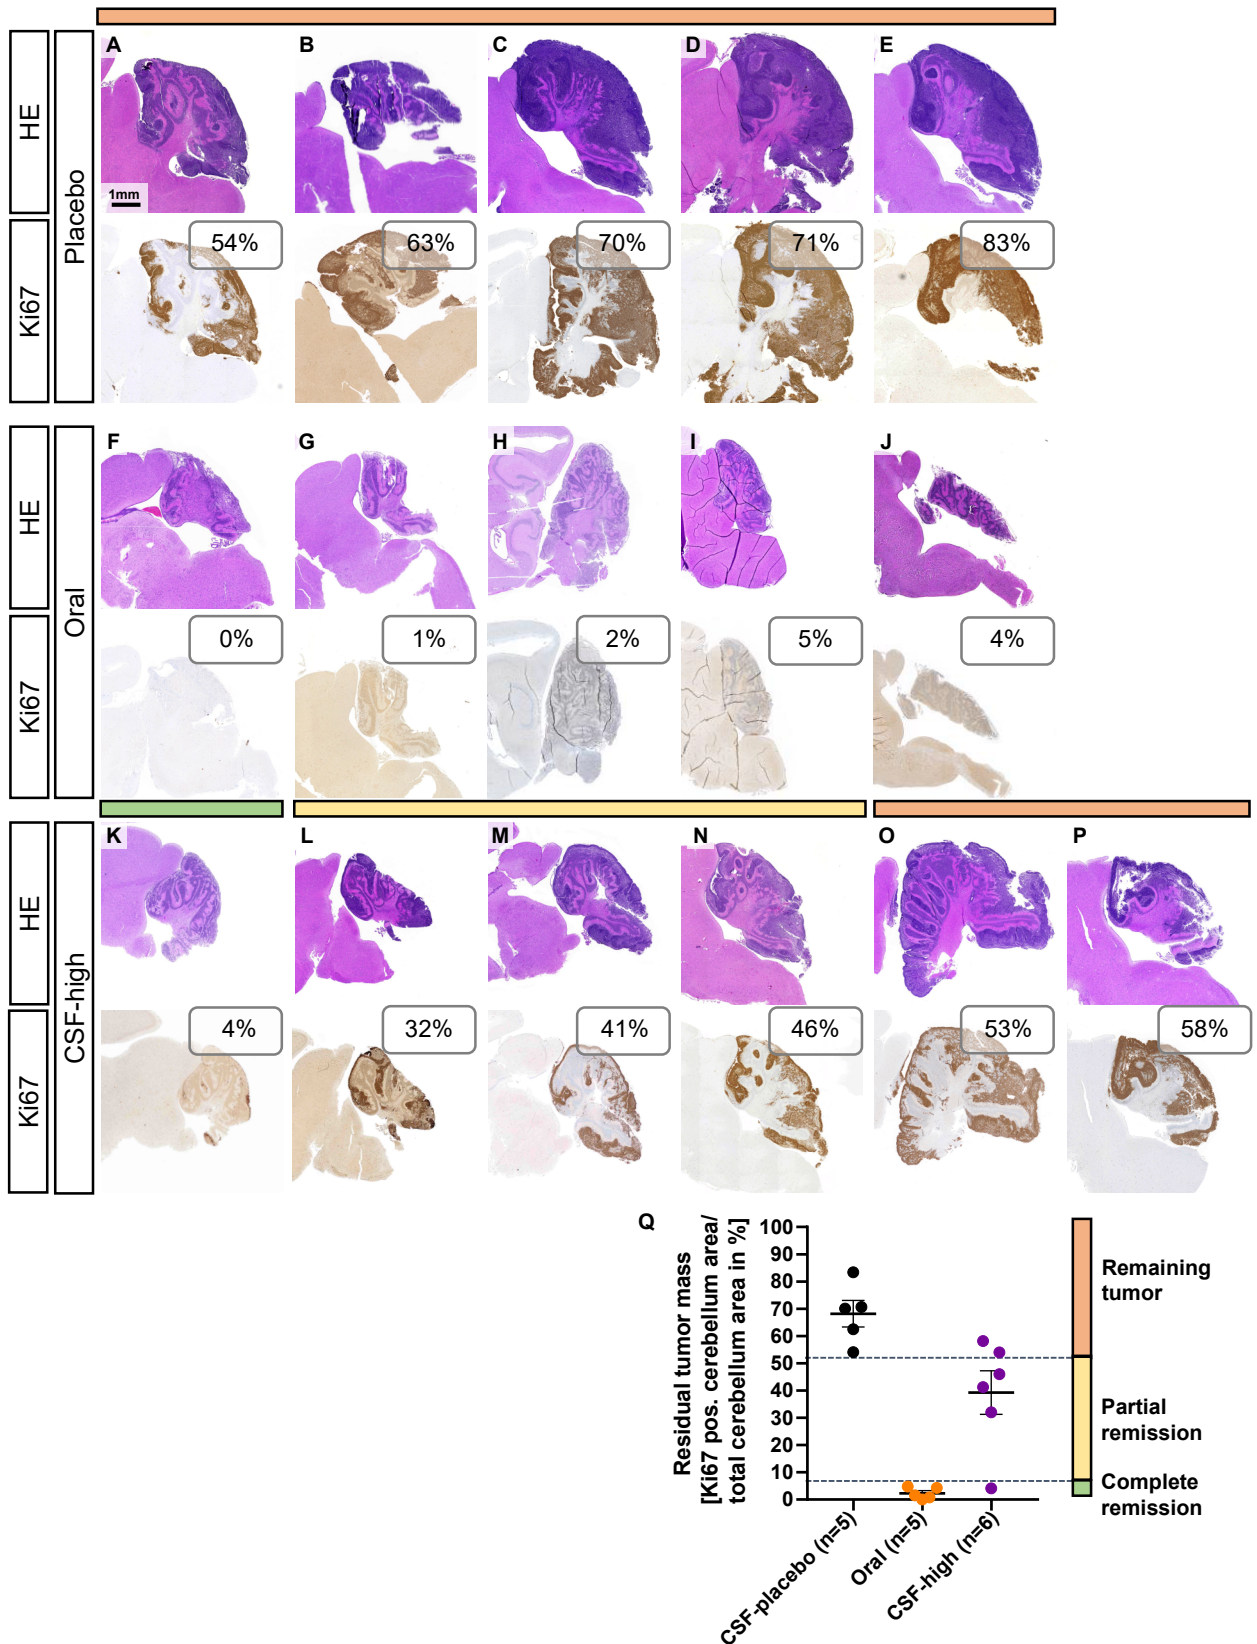 A
B
C
D
E
HE
Placebo
1mm
Ki67
54%
63%
70%
71%
83%
F
G
H
I
J
HE
Oral
Ki67
0%
1%
2%
5%
4%
K
L
M
N
O
P
HE
CSF-high
Ki67
4%
32%
41%
46%
53%
58%
Q
Residual tumor mass
[Ki67 pos. cerebellum area/
total cerebellum area in %]
100
90
80
70
60
50
40
30
20
10
0
CSF-placebo (n=5)
Oral (n=5)
CSF-high (n=6)
Remaining
tumor
Partial
remission
Complete
remission